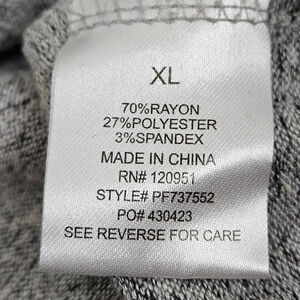 XL
70%RAYON
27%POLYESTER
3%SPANDEX
MADE IN CHINA
RN# 120951
STYLE# PF737552
PO# 430423
SEE REVERSE FOR CARE